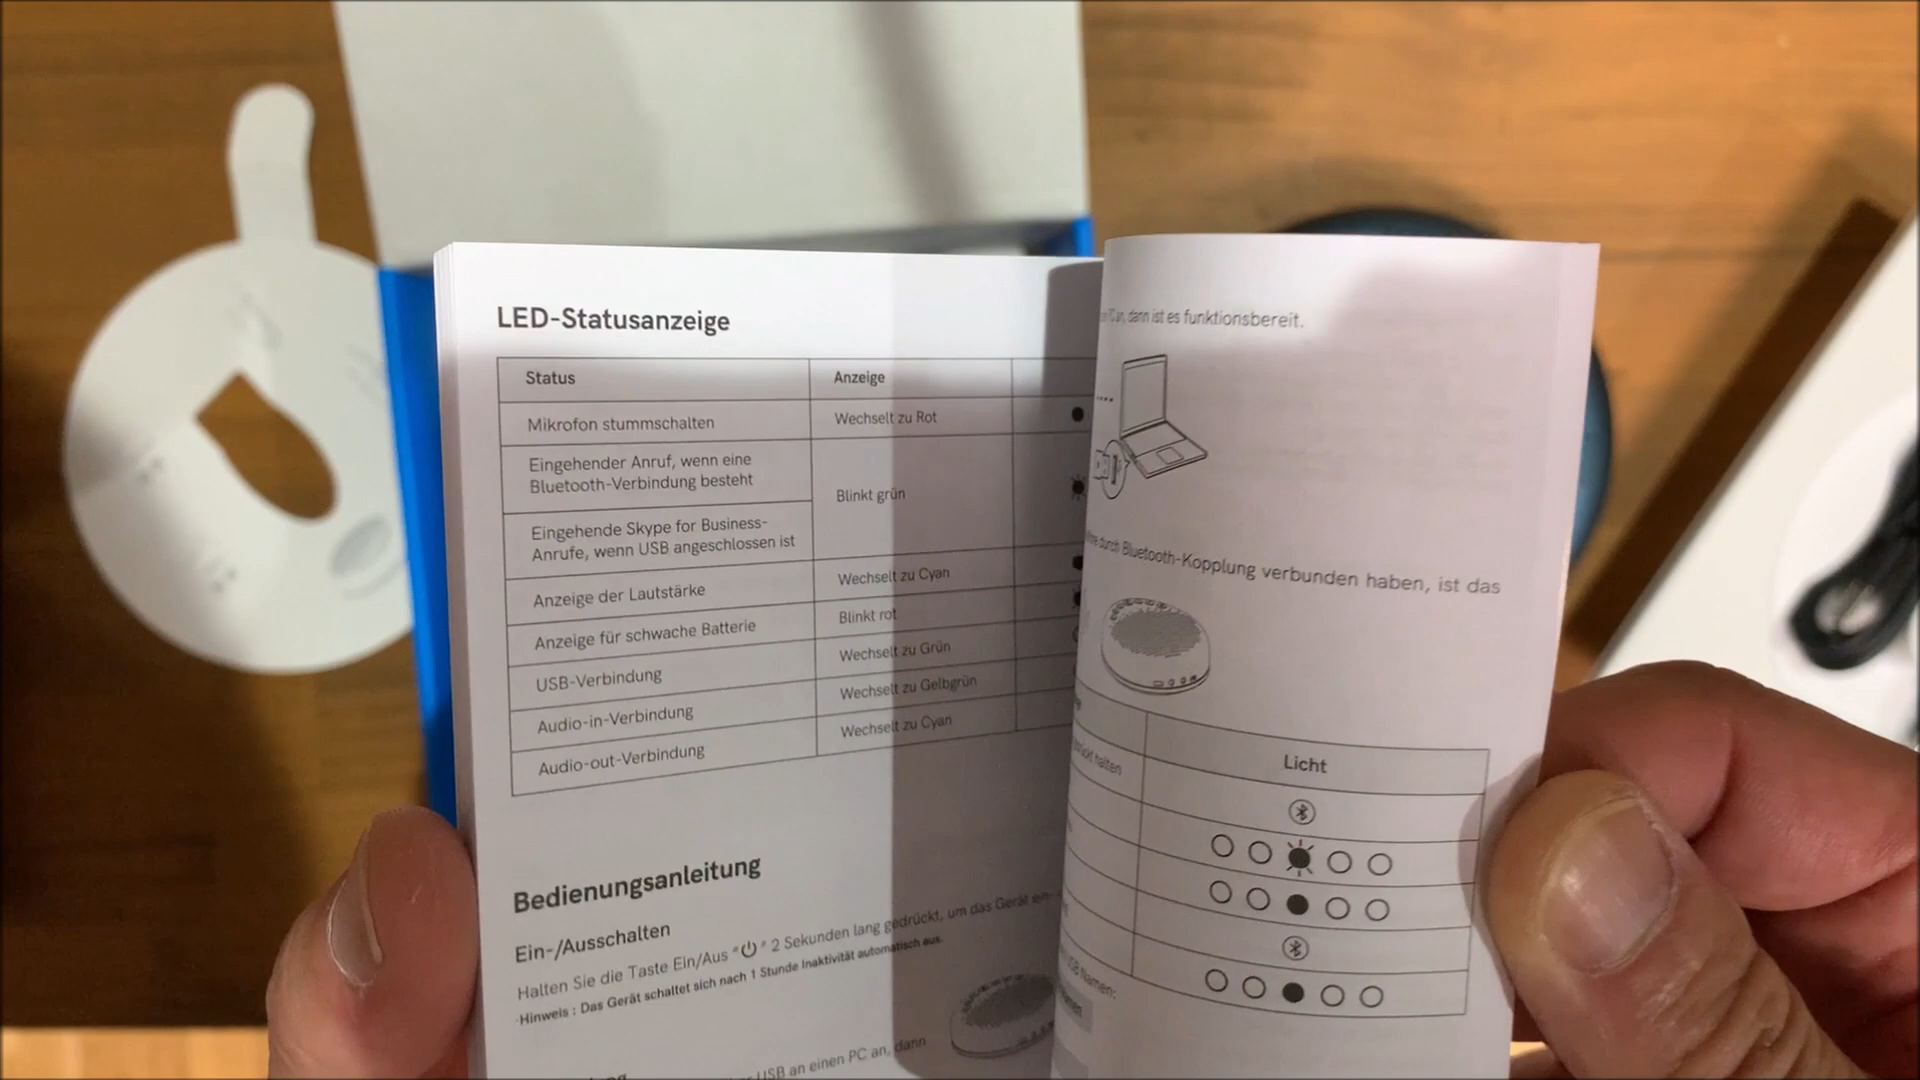 LED-Statusanzeige
Status Anzeige
Mikrofon stummschalten Wechselt zu Rot
Eingehender Anruf, wenn eine
Bluetooth-Verbindung besteht
Blinkt grün
Eingehende Skype for Business-
Anrufe, wenn USB angeschlossen ist
Anzeige der Lautstärke Wechselt zu Cyan
Anzeige für schwache Batterie Blinkt rot
USB-Verbindung Wechselt zu Grün
Audio-in-Verbindung Wechselt zu Gelbgrün
Audio-out-Verbindung Wechselt zu Cyan
Bedienungsanleitung
Ein-/Ausschalten
Halten Sie die Taste Ein/Aus "⏻" 2 Sekunden lang gedrückt, um das Gerät ein-
Hinweis : Das Gerät schaltet sich nach 1 Stunde Inaktivität automatisch aus.
USB an einen PC an, dann
an, dann ist es funktionsbereit.
durch Bluetooth-Kopplung verbunden haben, ist das
Licht
halten
USB Namen: